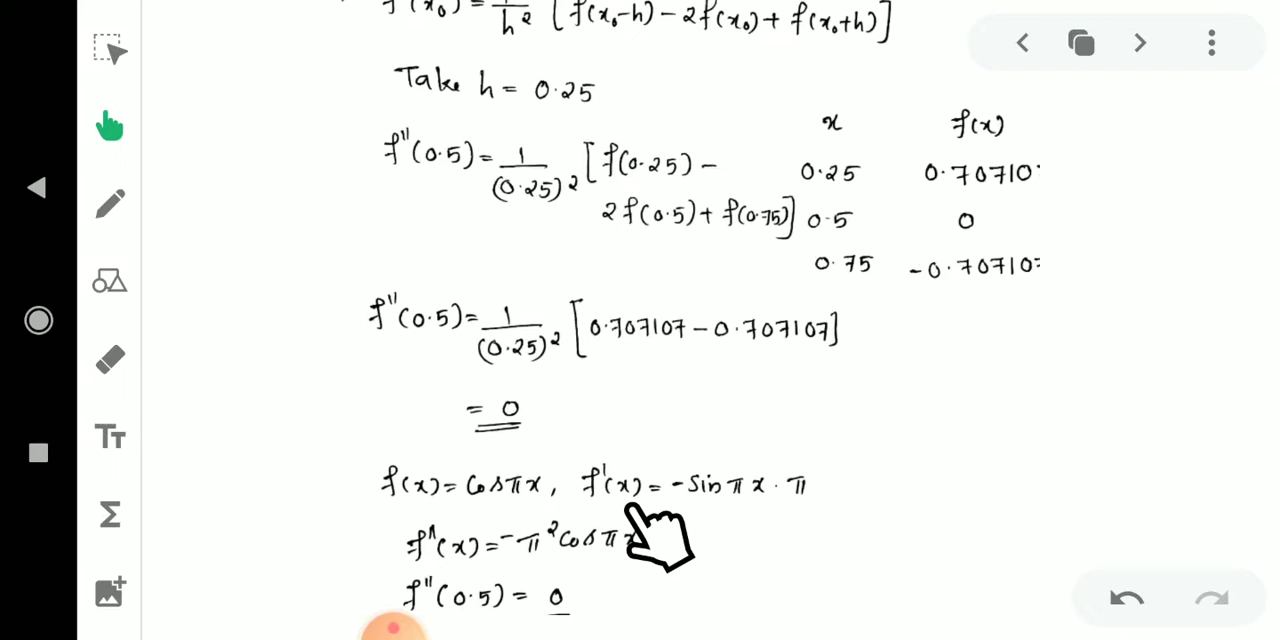 f''(x₀) = 1/h² [f(x₀-h) - 2f(x₀) + f(x₀+h)]
Take h = 0.25
f''(0.5) = 1/(0.25)² [f(0.25) -
2f(0.5) + f(0.75)]
x f(x)
0.25 0.70710
0.5 0
0.75 -0.70710
f''(0.5) = 1/(0.25)² [0.707107 - 0.707107]
= 0
f(x) = cos πx, f'(x) = -sin πx · π
f''(x) = -π² cos πx
f''(0.5) = 0
Tт
Σ